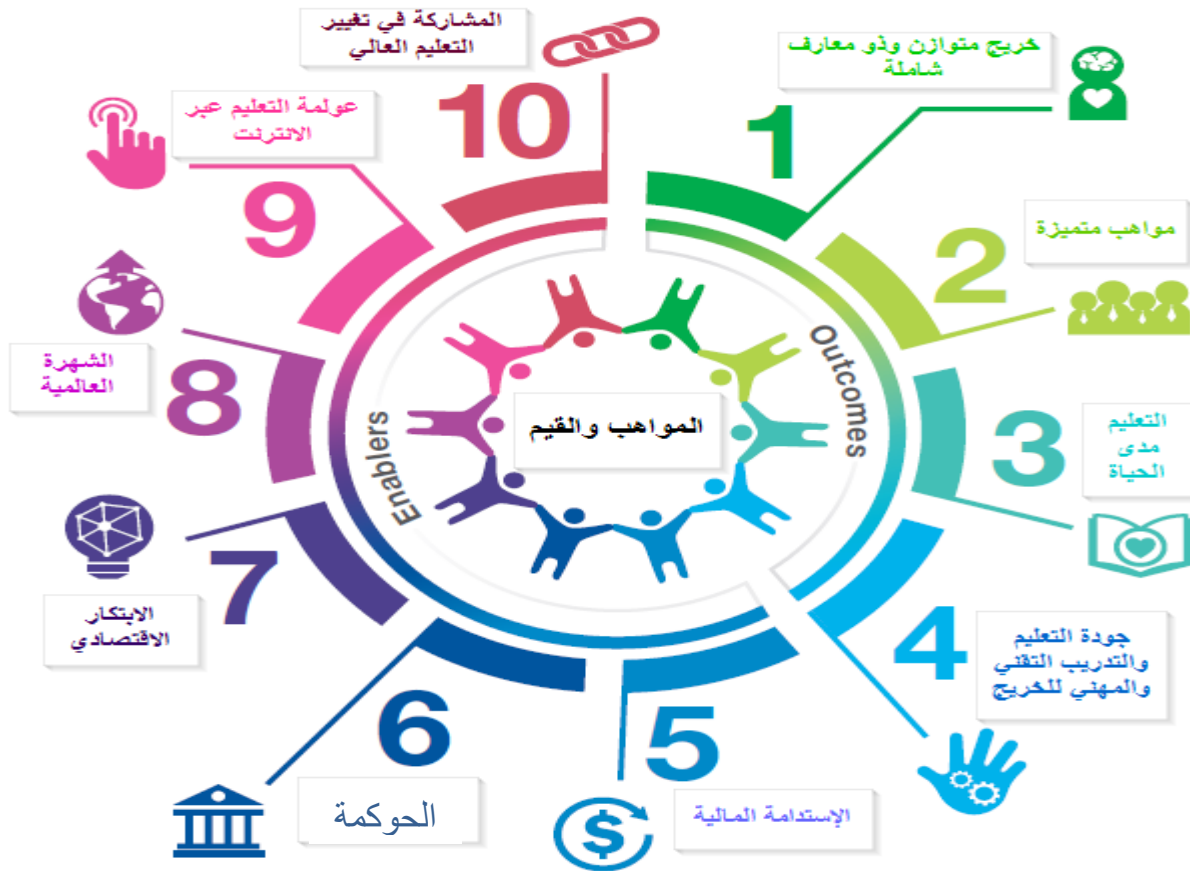 1
خريج متوازن وذو معارف
شاملة
2
مواهب متميزة
3
التعليم
مدى
الحياة
4
جودة التعليم
والتدريب التقني
والمهني للخريج
5
الإستدامة المالية
6
الحوكمة
7
الابتكار
الاقتصادي
8
الشهرة
العالمية
9
عولمة التعليم عبر
الانترنت
10
المشاركة في تغيير
التعليم العالي
Outcomes
Enablers
المواهب والقيم
$